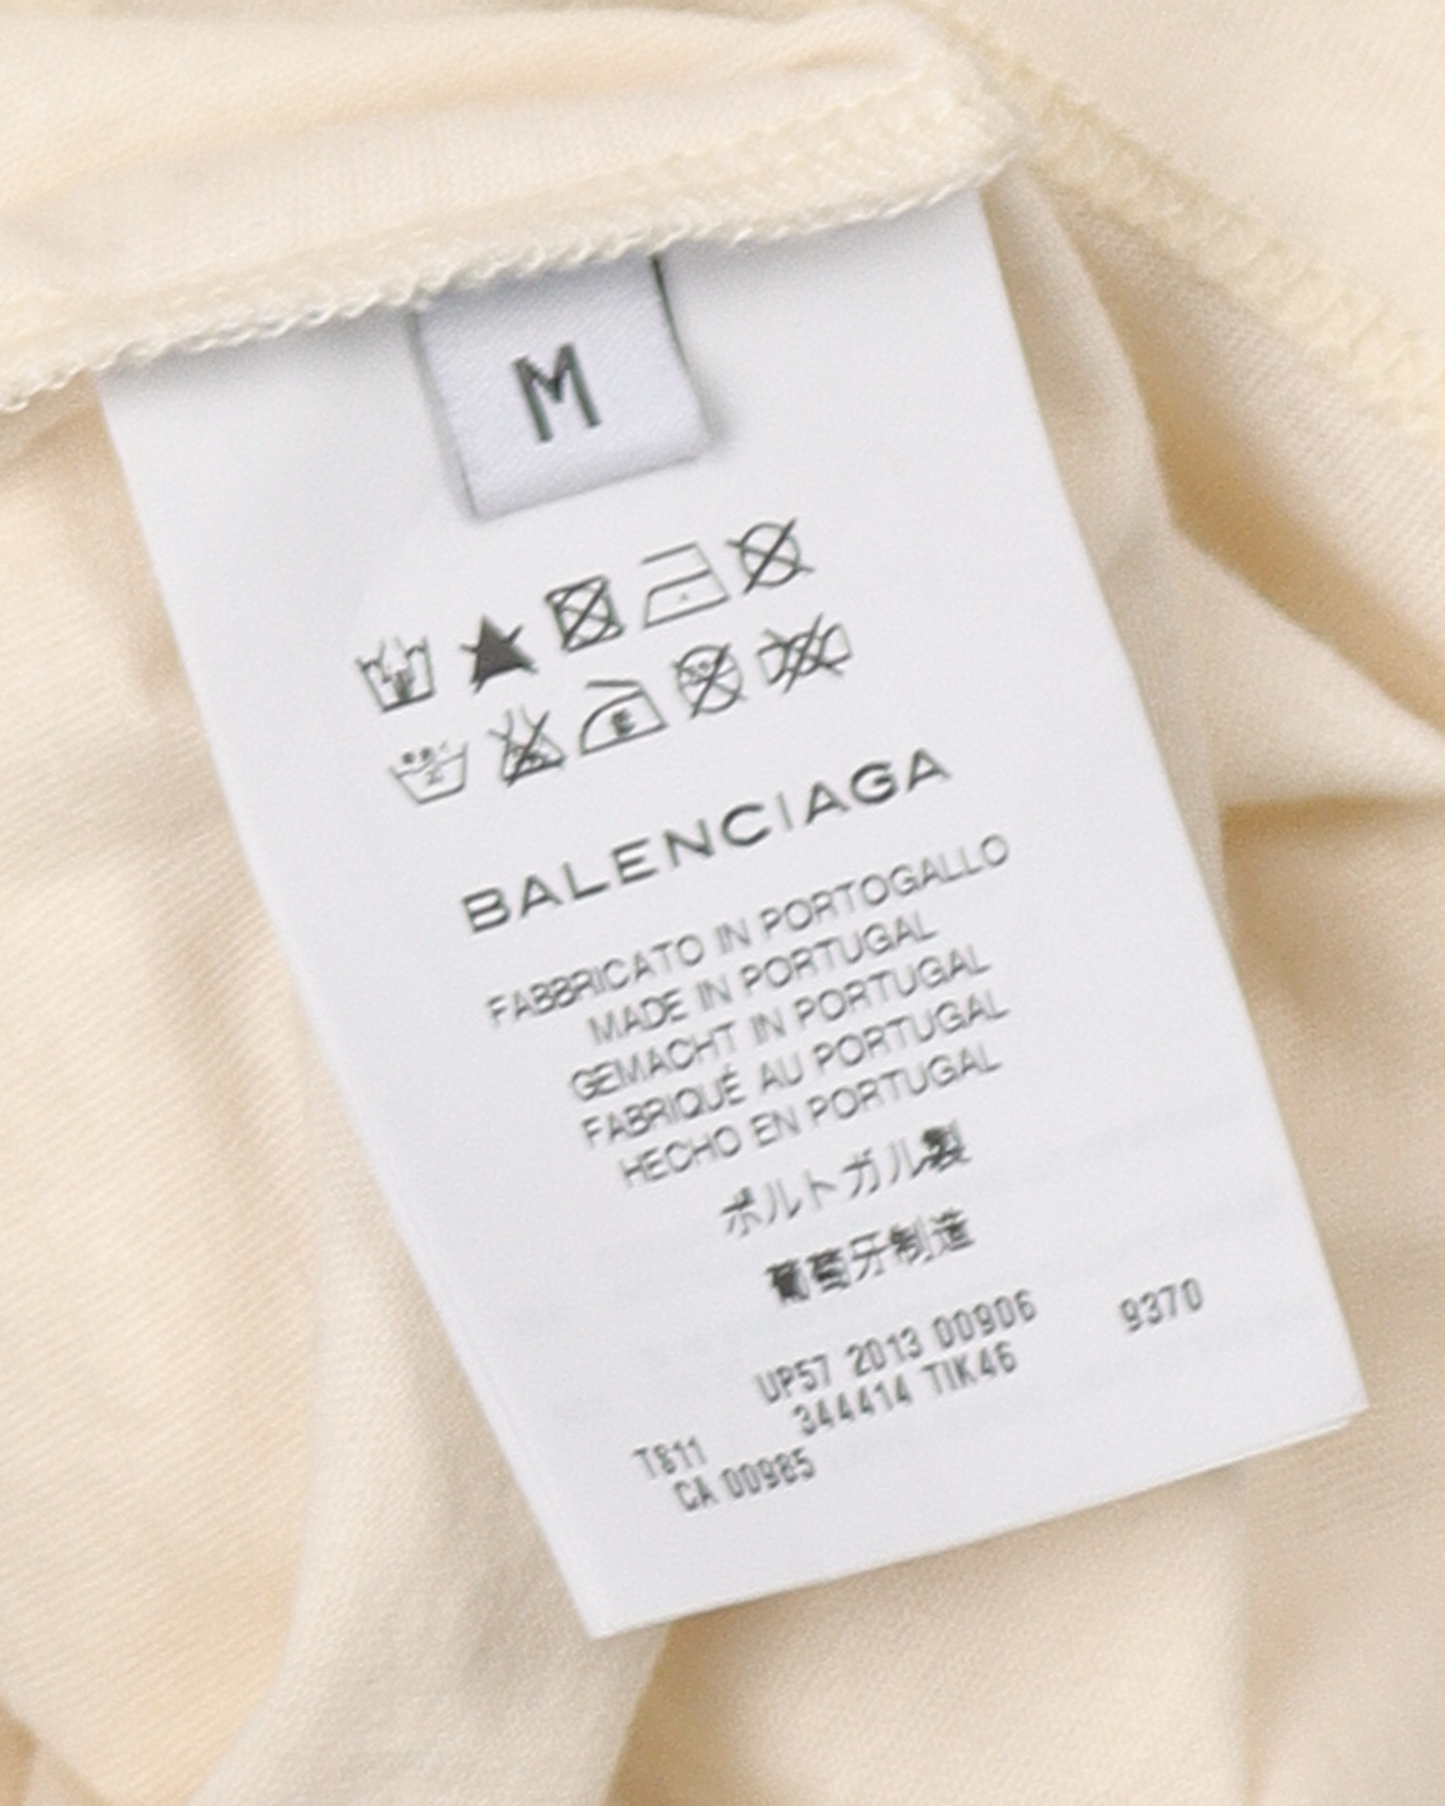 M
BALENCIAGA
FABBRICATO IN PORTOGALLO
MADE IN PORTUGAL
GEMACHT IN PORTUGAL
FABRIQUÉ AU PORTUGAL
HECHO EN PORTUGAL
ポルトガル製
葡萄牙制造
UP57 2013 00906 9370
344414 TIK46
T811
CA 00985